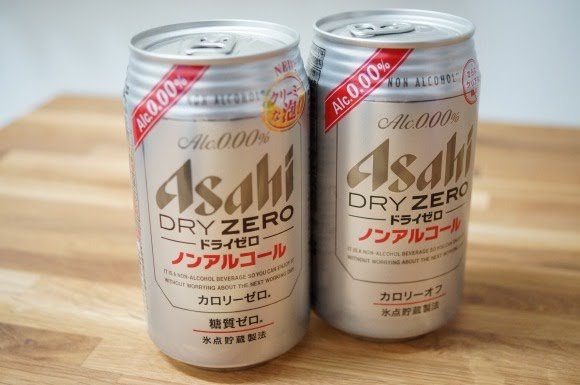 Alc.0.00%
NON ALCOHOL
NEW
クリーミー
な泡
Alc.0.00%
Asahi
DRY ZERO
ドライゼロ
ノンアルコール
IT IS A NON-ALCOHOL BEVERAGE SO YOU CAN ENJOY IT
WITHOUT WORRYING ABOUT THE NEXT WORKING DAY
カロリーゼロ。
糖質ゼロ。
氷点貯蔵製法
Alc.0.00%
NON ALCOHOL
Alc.0.00%
Asahi
DRY ZERO
ドライゼロ
ノンアルコール
IT IS A NON-ALCOHOL BEVERAGE SO YOU CAN ENJOY IT
WITHOUT WORRYING ABOUT THE NEXT WORKING DAY
カロリーオフ
氷点貯蔵製法